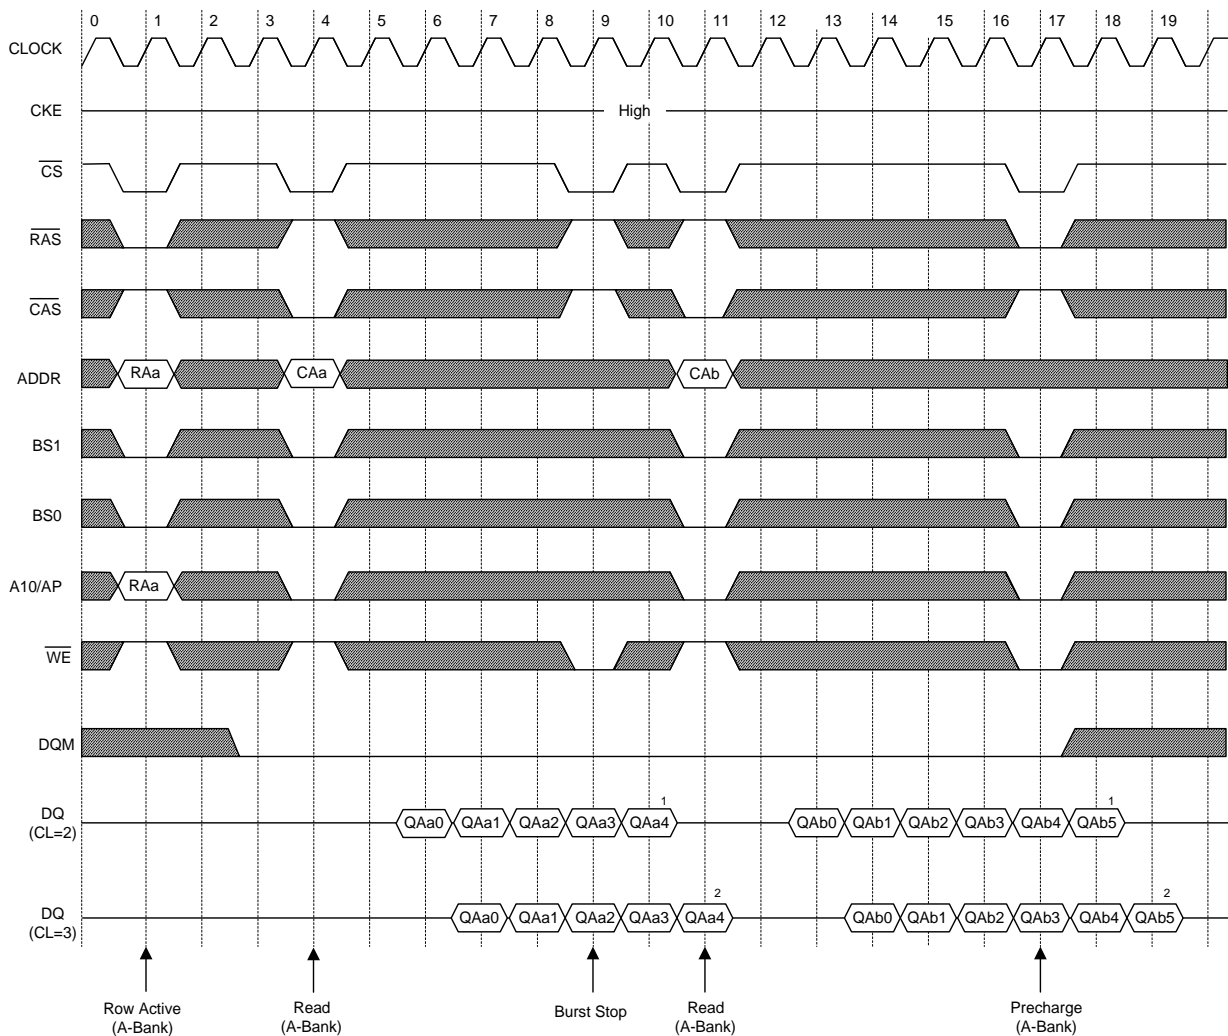 0 1 2 3 4 5 6 7 8 9 10 11 12 13 14 15 16 17 18 19
CLOCK
CKE High
CS
RAS
CAS
ADDR RAa CAa CAb
BS1
BS0
A10/AP RAa
WE
DQM
1 1
DQ
(CL=2) QAa0 QAa1 QAa2 QAa3 QAa4 QAb0 QAb1 QAb2 QAb3 QAb4 QAb5
2 2
DQ
(CL=3) QAa0 QAa1 QAa2 QAa3 QAa4 QAb0 QAb1 QAb2 QAb3 QAb4 QAb5
Row Active
(A-Bank)
Read
(A-Bank)
Burst Stop
Read
(A-Bank)
Precharge
(A-Bank)